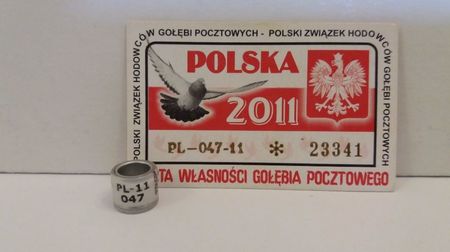 POLSKI ZWIĄZEK HODOWCÓW GOŁĘBI POCZTOWYCH - POLSKI ZWIĄZEK HODOWCÓW GOŁĘBI POCZTOWYCH
POLSKA
2011
PL-047-11 * 23341
TA WŁASNOŚCI GOŁĘBIA POCZTOWEGO
PL-11
047